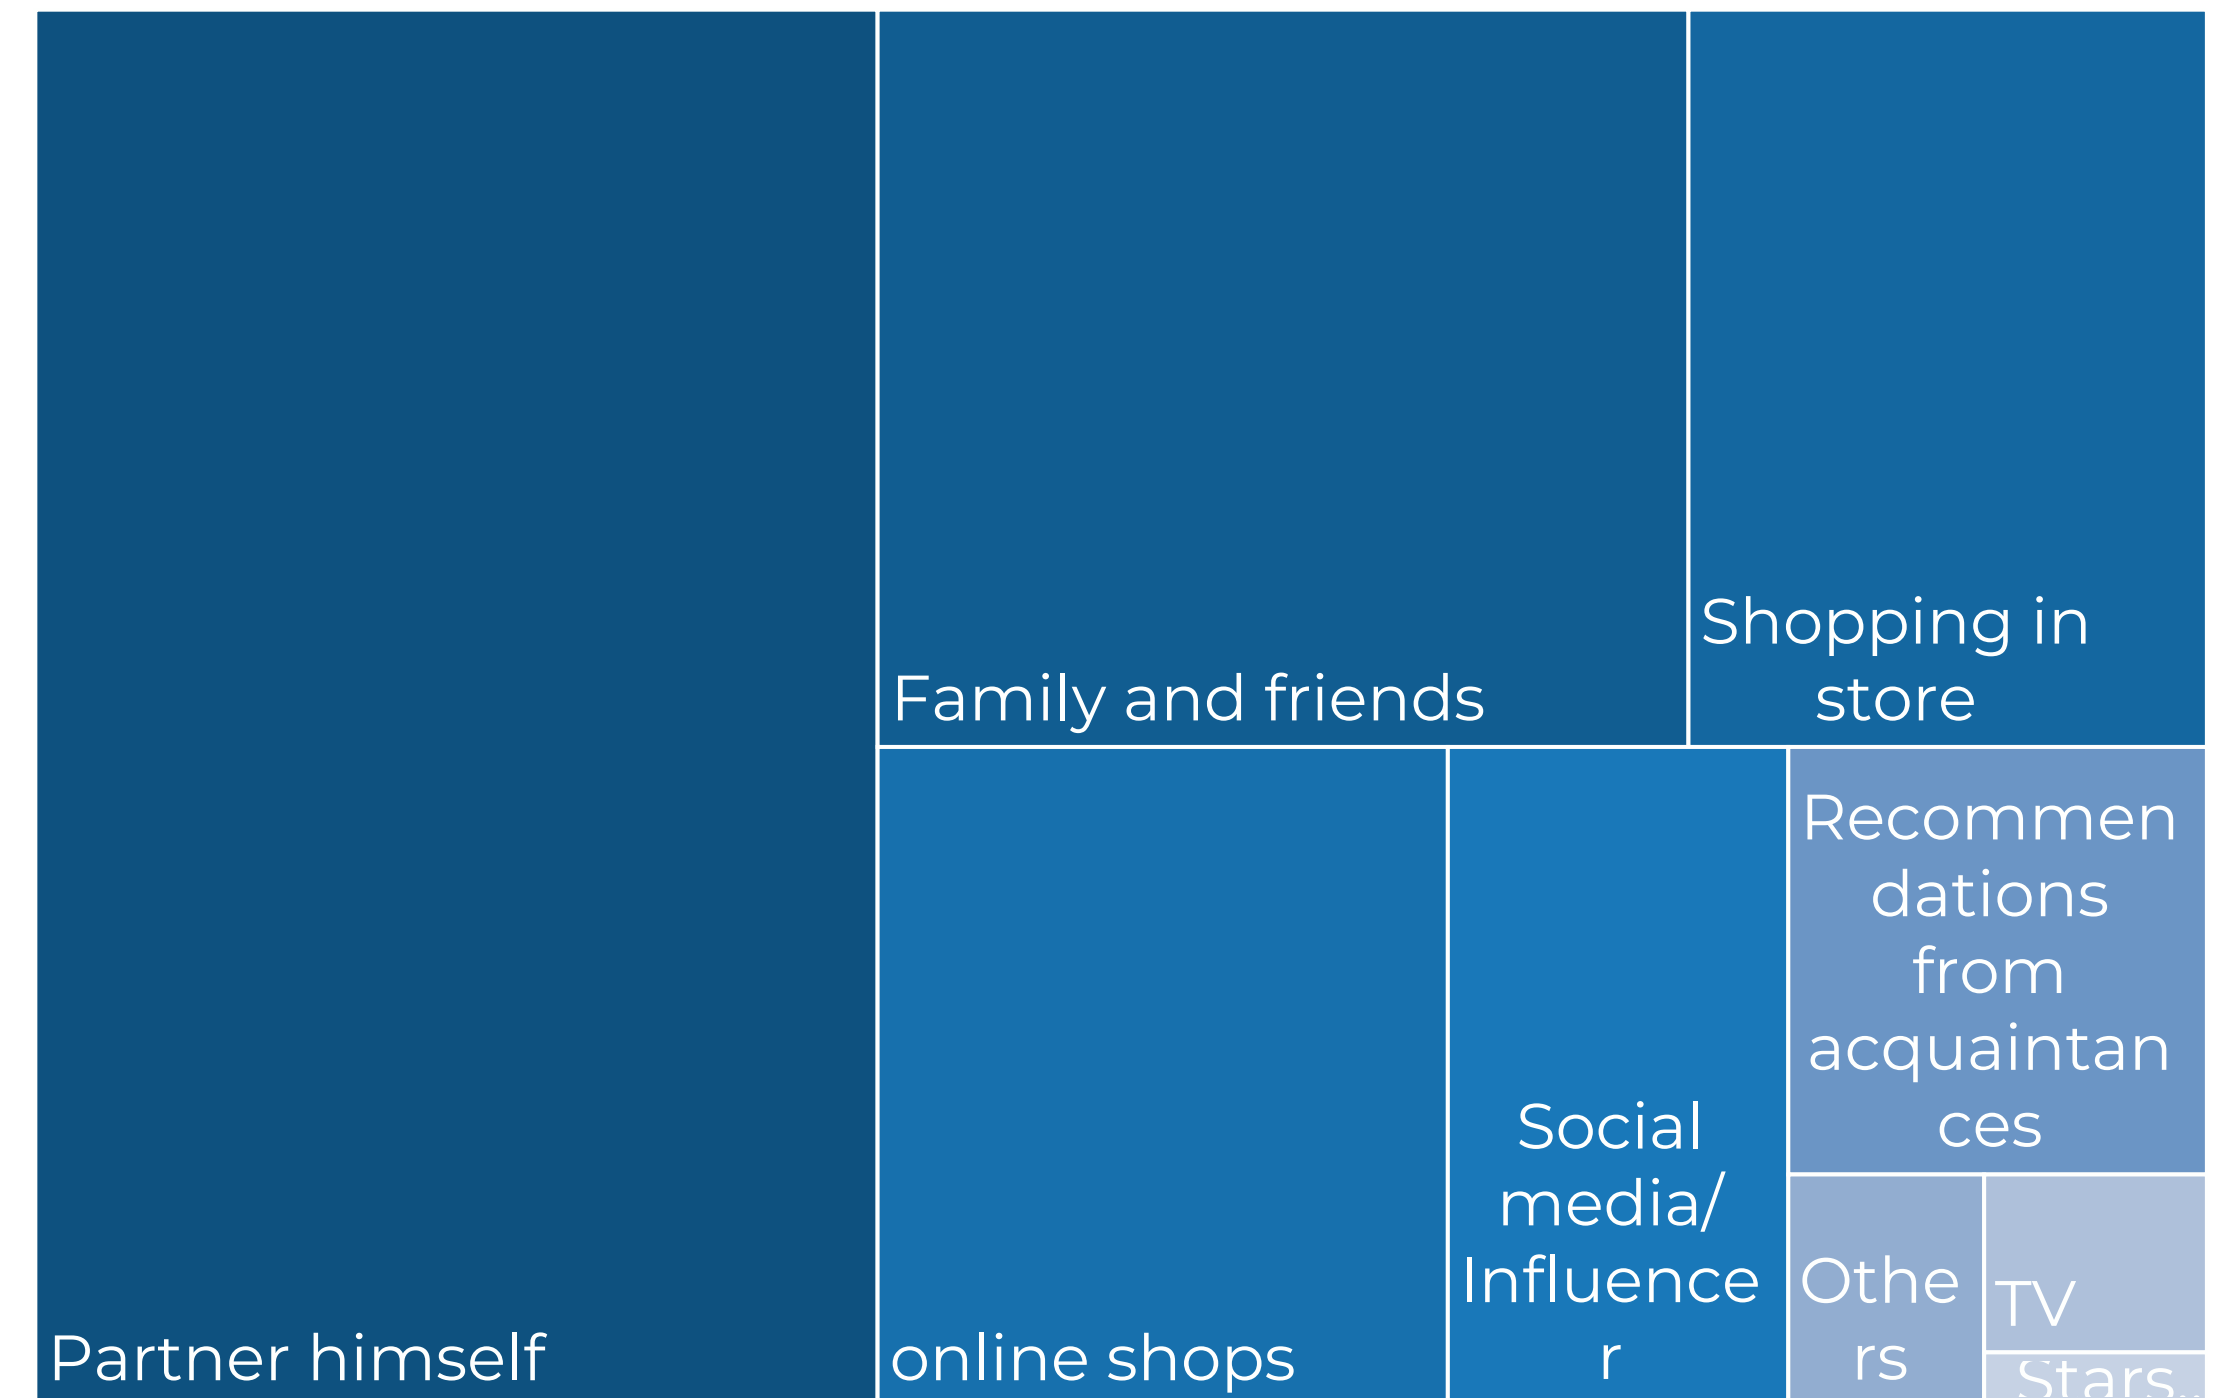 Partner himself
Family and friends
Shopping in
store
online shops
Social
media/
Influence
r
Recommen
dations
from
acquaintan
ces
Othe
rs
TV
Stars...